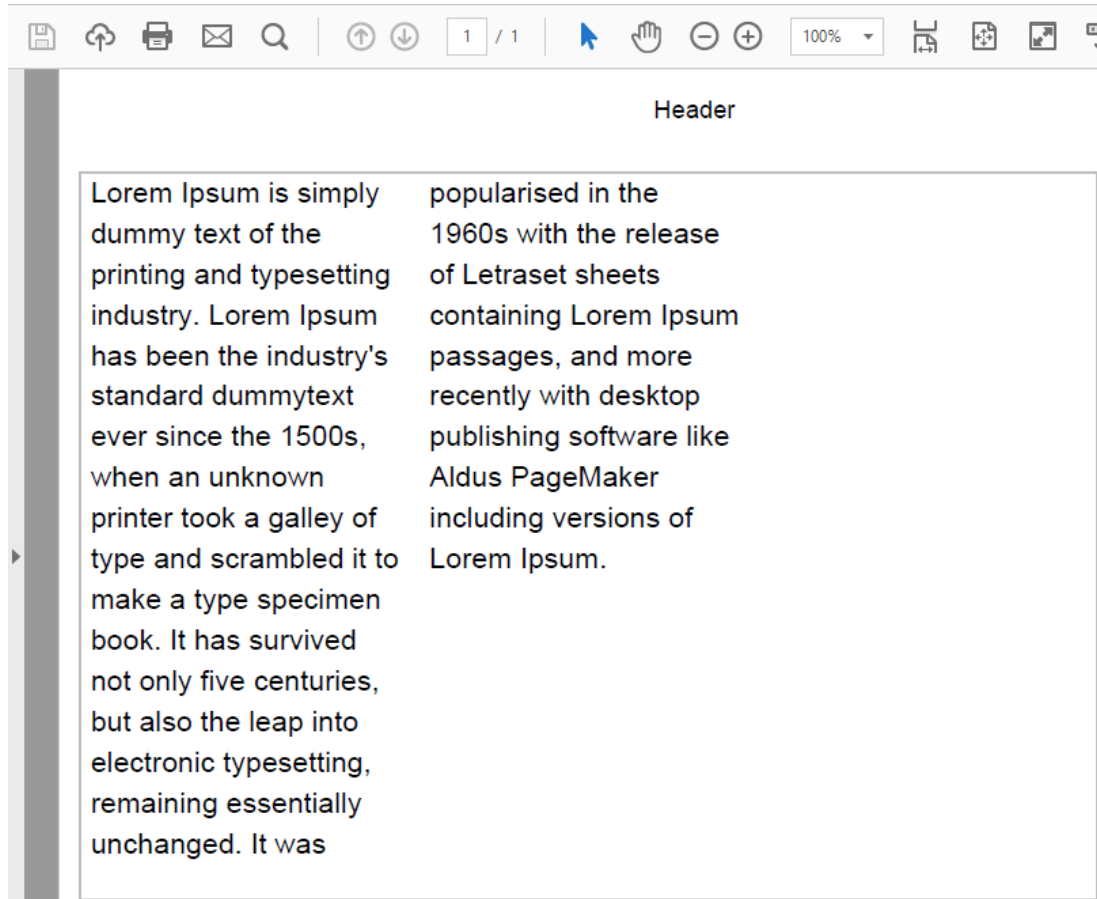 1 / 1
100%
Header
Lorem Ipsum is simply
dummy text of the
printing and typesetting
industry. Lorem Ipsum
has been the industry's
standard dummytext
ever since the 1500s,
when an unknown
printer took a galley of
type and scrambled it to
make a type specimen
book. It has survived
not only five centuries,
but also the leap into
electronic typesetting,
remaining essentially
unchanged. It was
popularised in the
1960s with the release
of Letraset sheets
containing Lorem Ipsum
passages, and more
recently with desktop
publishing software like
Aldus PageMaker
including versions of
Lorem Ipsum.